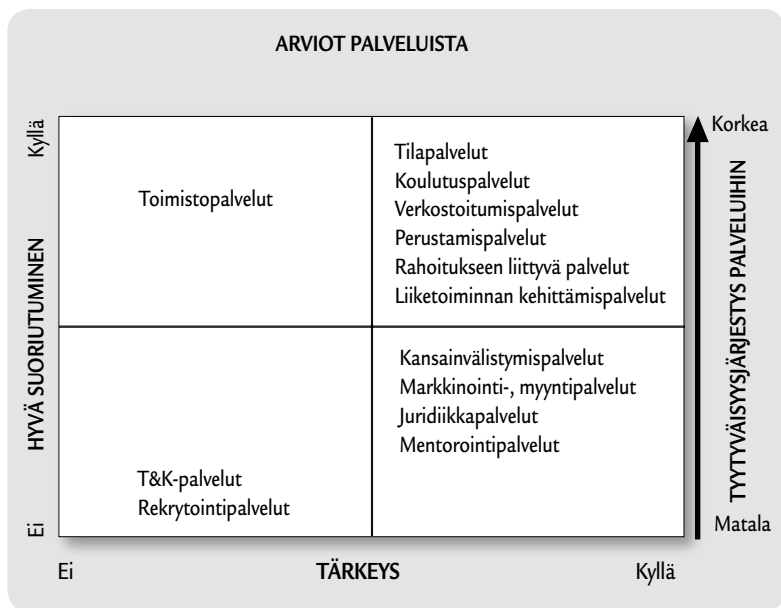 ARVIOT PALVELUISTA
Kyllä
HYVÄ SUORIUTUMINEN
Ei
Toimistopalvelut
Tilapalvelut
Koulutuspalvelut
Verkostoitumispalvelut
Perustamispalvelut
Rahoitukseen liittyvä palvelut
Liiketoiminnan kehittämispalvelut
T&K-palvelut
Rekrytointipalvelut
Kansainvälistymispalvelut
Markkinointi-, myyntipalvelut
Juridiikkapalvelut
Mentorointipalvelut
Korkea
TYYTYVÄISYYSJÄRJESTYS PALVELUIHIN
Matala
Ei
TÄRKEYS
Kyllä